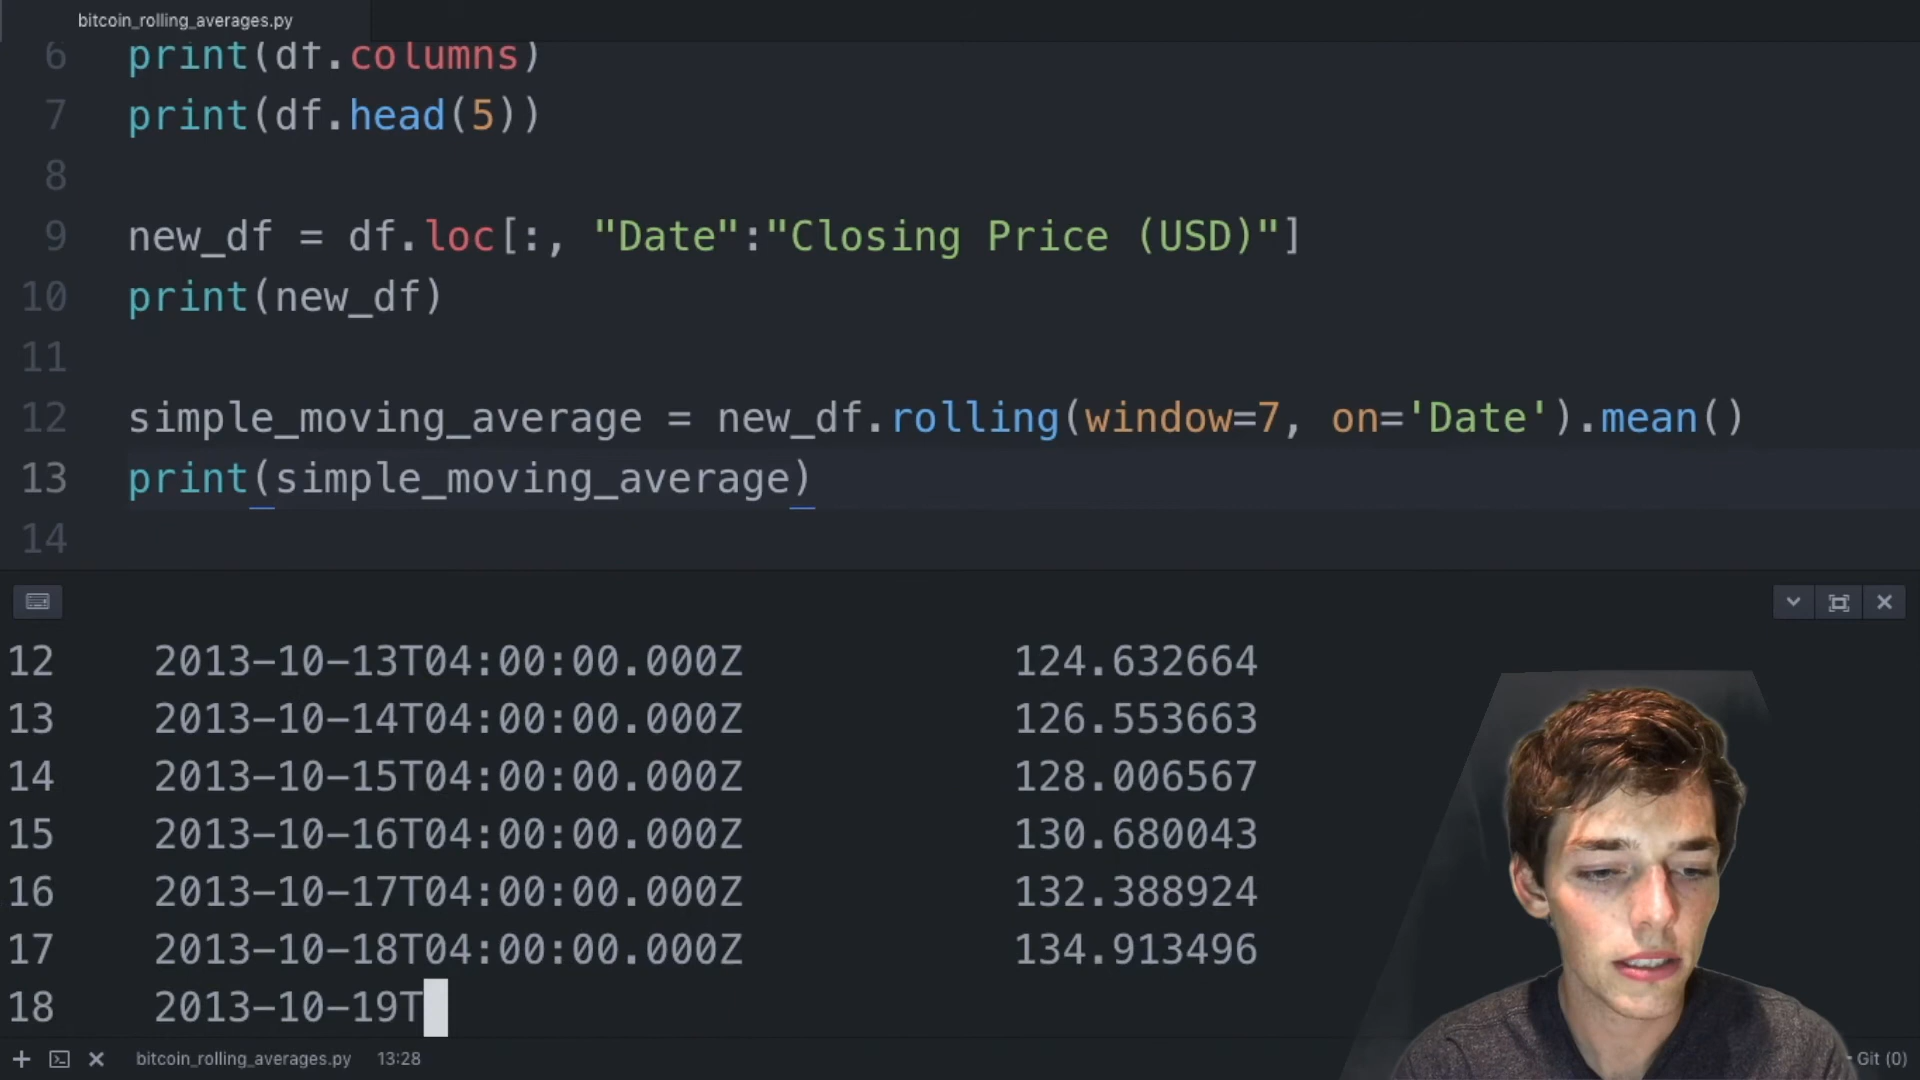 bitcoin_rolling_averages.py
6 print(df.columns)
7 print(df.head(5))
8
9 new_df = df.loc[:, "Date":"Closing Price (USD)"]
10 print(new_df)
11
12 simple_moving_average = new_df.rolling(window=7, on='Date').mean()
13 print(simple_moving_average)
14
12 2013-10-13T04:00:00.000Z 124.632664
13 2013-10-14T04:00:00.000Z 126.553663
14 2013-10-15T04:00:00.000Z 128.006567
15 2013-10-16T04:00:00.000Z 130.680043
16 2013-10-17T04:00:00.000Z 132.388924
17 2013-10-18T04:00:00.000Z 134.913496
18 2013-10-19T
bitcoin_rolling_averages.py 13:28 Git (0)